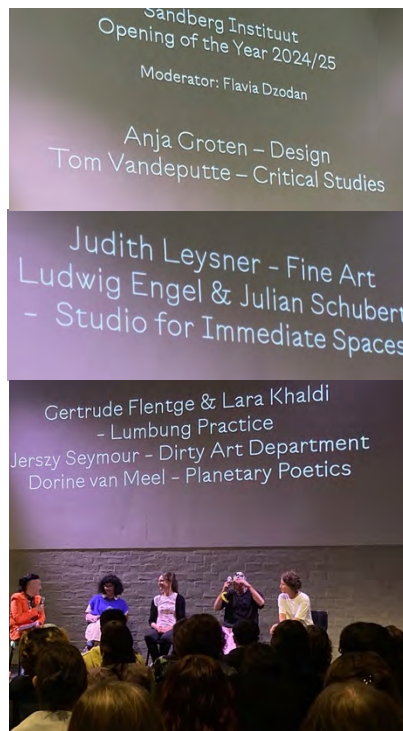 Sandberg Instituut
Opening of the Year 2024/25
Moderator: Flavia Dzodan
Anja Groten – Design
Tom Vandeputte – Critical Studies
Judith Leysner – Fine Art
Ludwig Engel & Julian Schubert
– Studio for Immediate Spaces
Gertrude Flentge & Lara Khaldi
– Lumbung Practice
Jerszy Seymour – Dirty Art Department
Dorine van Meel – Planetary Poetics